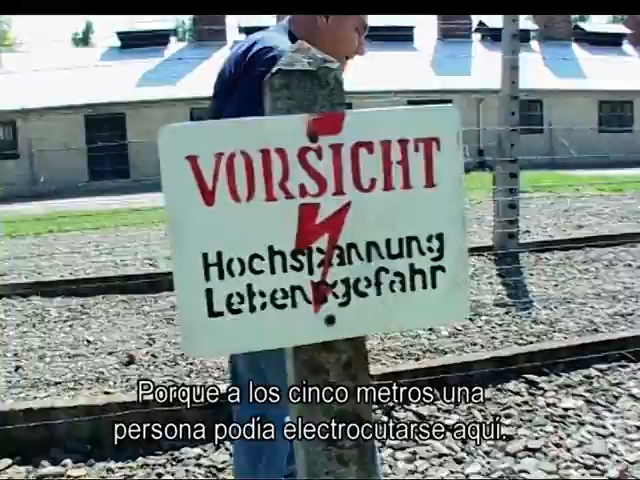 VORSICHT
Hochspannung
Lebensgefahr
Porque a los cinco metros una
persona podía electrocutarse aquí.